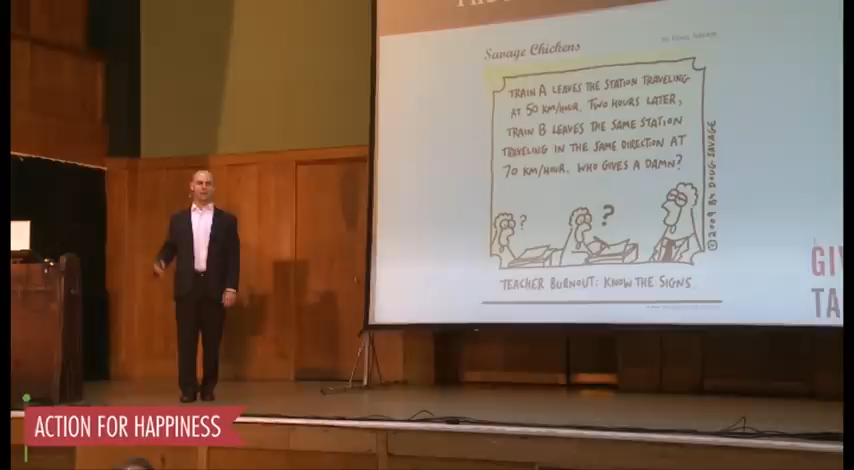 Savage Chickens
TRAIN A LEAVES THE STATION TRAVELING
AT 50 KM/HOUR. TWO HOURS LATER,
TRAIN B LEAVES THE SAME STATION
TRAVELING IN THE SAME DIRECTION AT
70 KM/HOUR. WHO GIVES A DAMN?
?
?
©2009 BY DOUG SAVAGE
TEACHER BURNOUT: KNOW THE SIGNS
ACTION FOR HAPPINESS